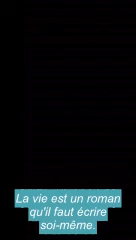 La vie est un roman
qu'il faut écrire
soi-même.